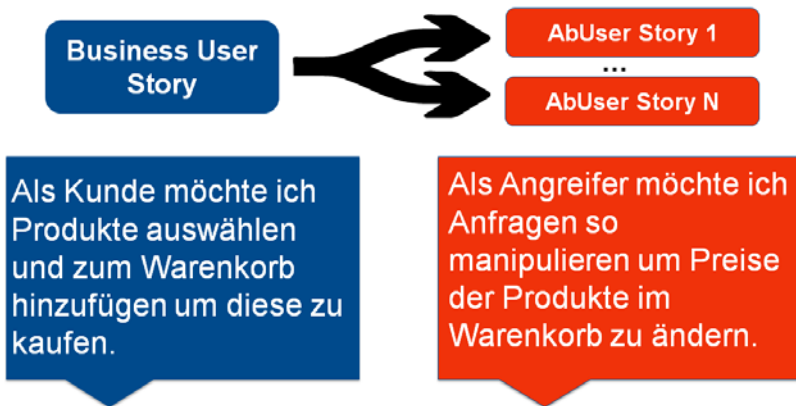 Business User
Story
AbUser Story 1
...
AbUser Story N
Als Kunde möchte ich
Produkte auswählen
und zum Warenkorb
hinzufügen um diese zu
kaufen.
Als Angreifer möchte ich
Anfragen so
manipulieren um Preise
der Produkte im
Warenkorb zu ändern.